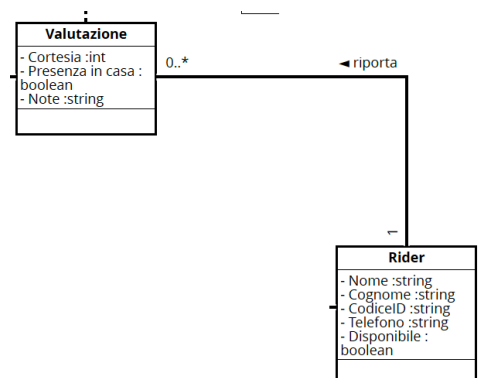 Valutazione
- Cortesia :int
- Presenza in casa :
boolean
- Note :string
0..*
◄ riporta
1
Rider
- Nome :string
- Cognome :string
- CodiceID :string
- Telefono :string
- Disponibile :
boolean